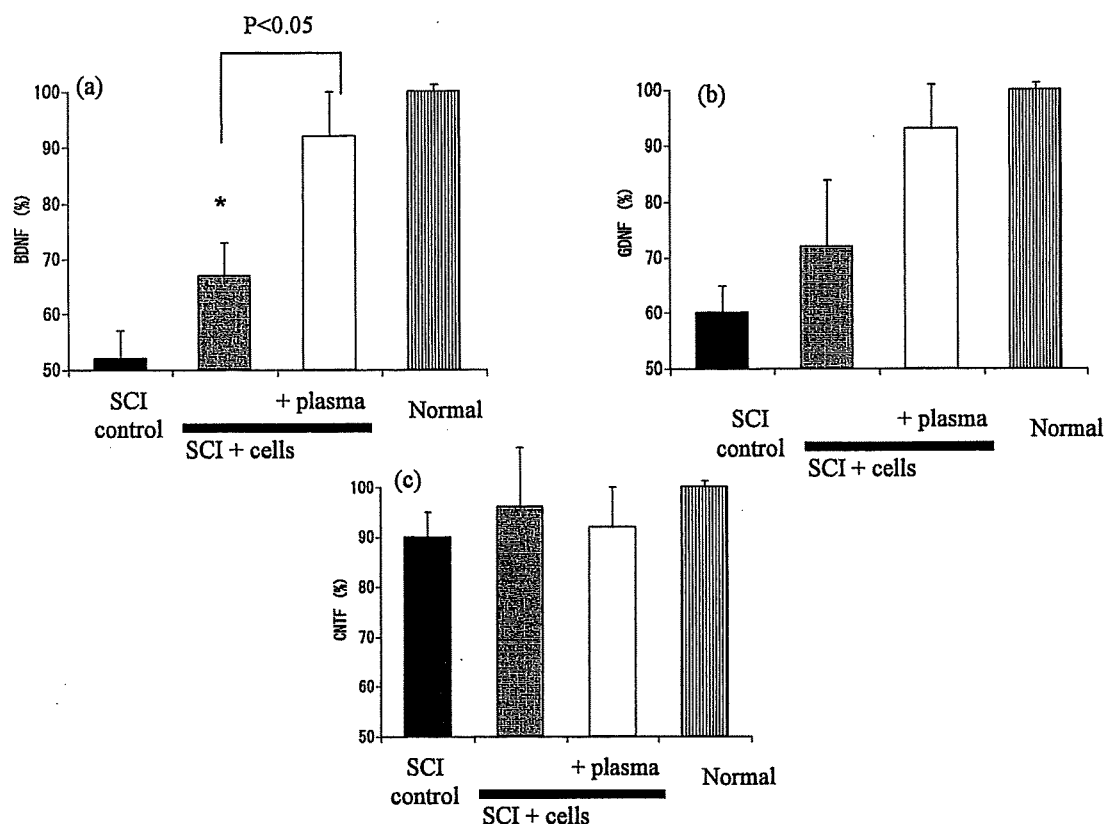 P<0.05
(a)
100
90
80
70
60
50
BDNF (%)
*
SCI
control
+ plasma
SCI + cells
Normal
(b)
100
90
80
70
60
50
GDNF (%)
SCI
control
+ plasma
SCI + cells
Normal
(c)
100
90
80
70
60
50
CNTF (%)
SCI
control
+ plasma
SCI + cells
Normal